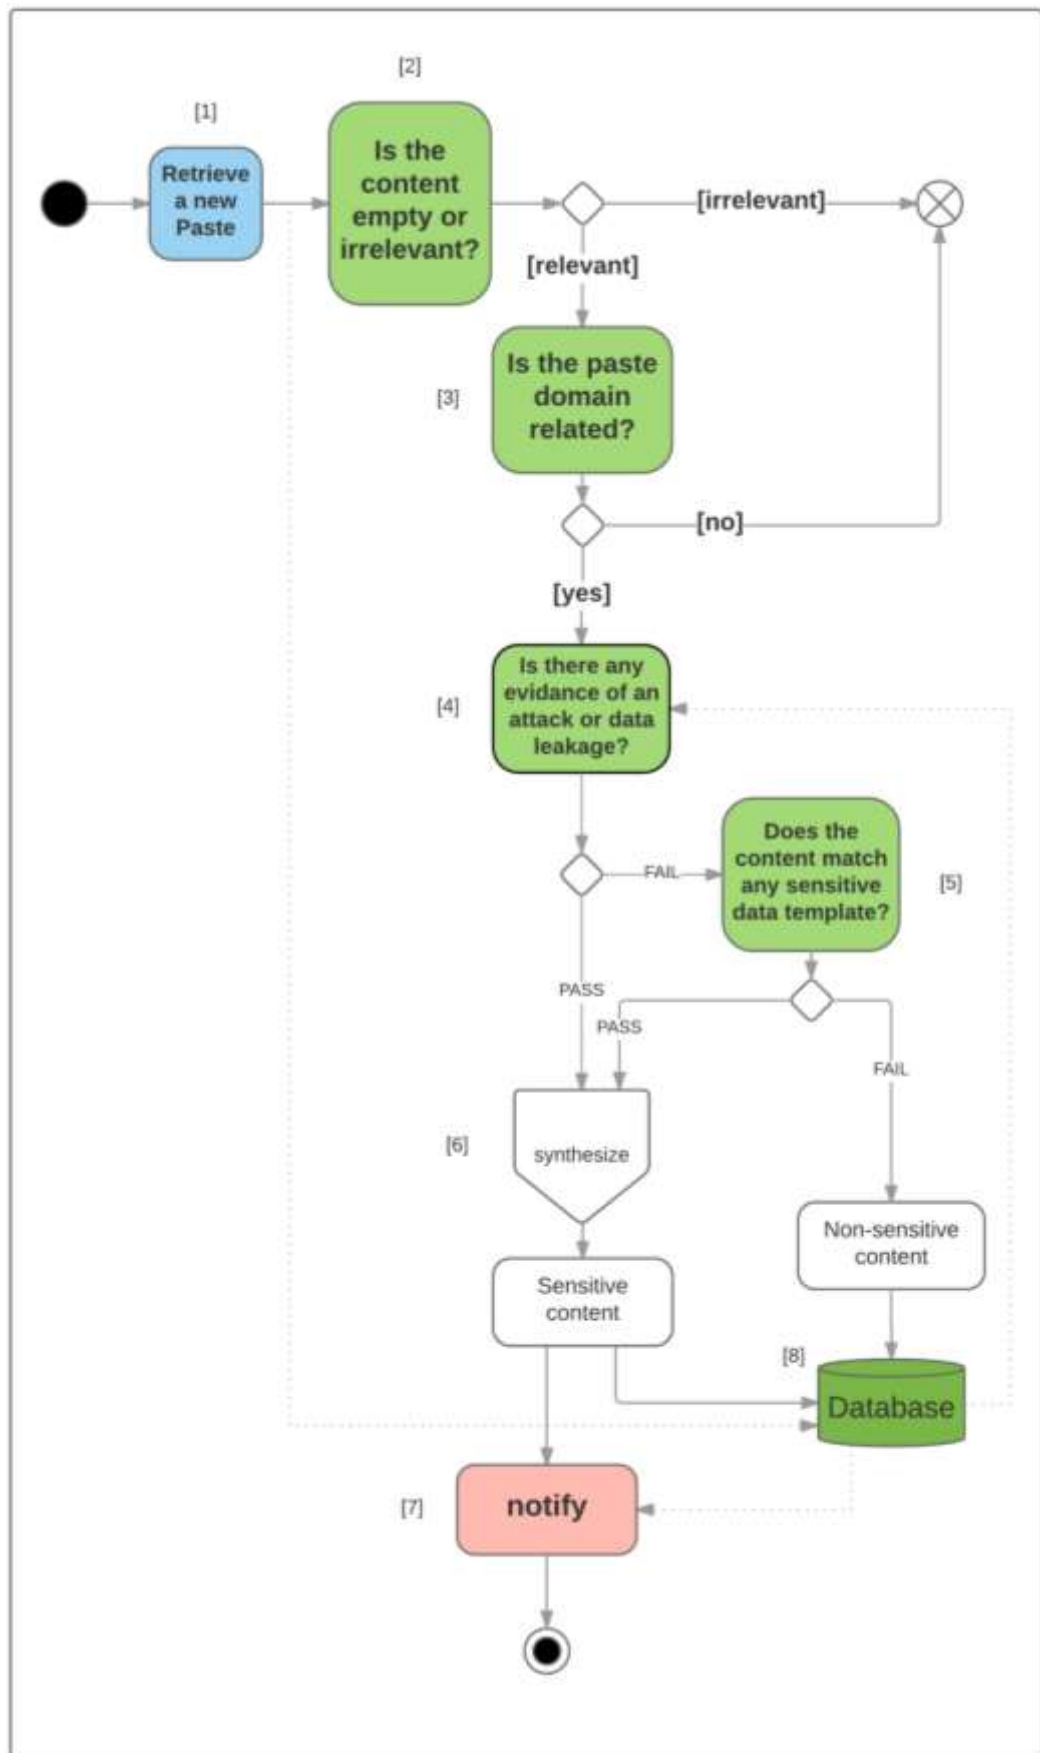 [2]
[1]
Retrieve
a new
Paste
Is the
content
empty or
irrelevant?
[irrelevant]
[relevant]
[3]
Is the paste
domain
related?
[no]
[yes]
[4]
Is there any
evidance of an
attack or data
leakage?
FAIL
Does the
content match
any sensitive
data template?
[5]
PASS
PASS
FAIL
[6]
synthesize
Non-sensitive
content
Sensitive
content
[8]
Database
[7]
notify